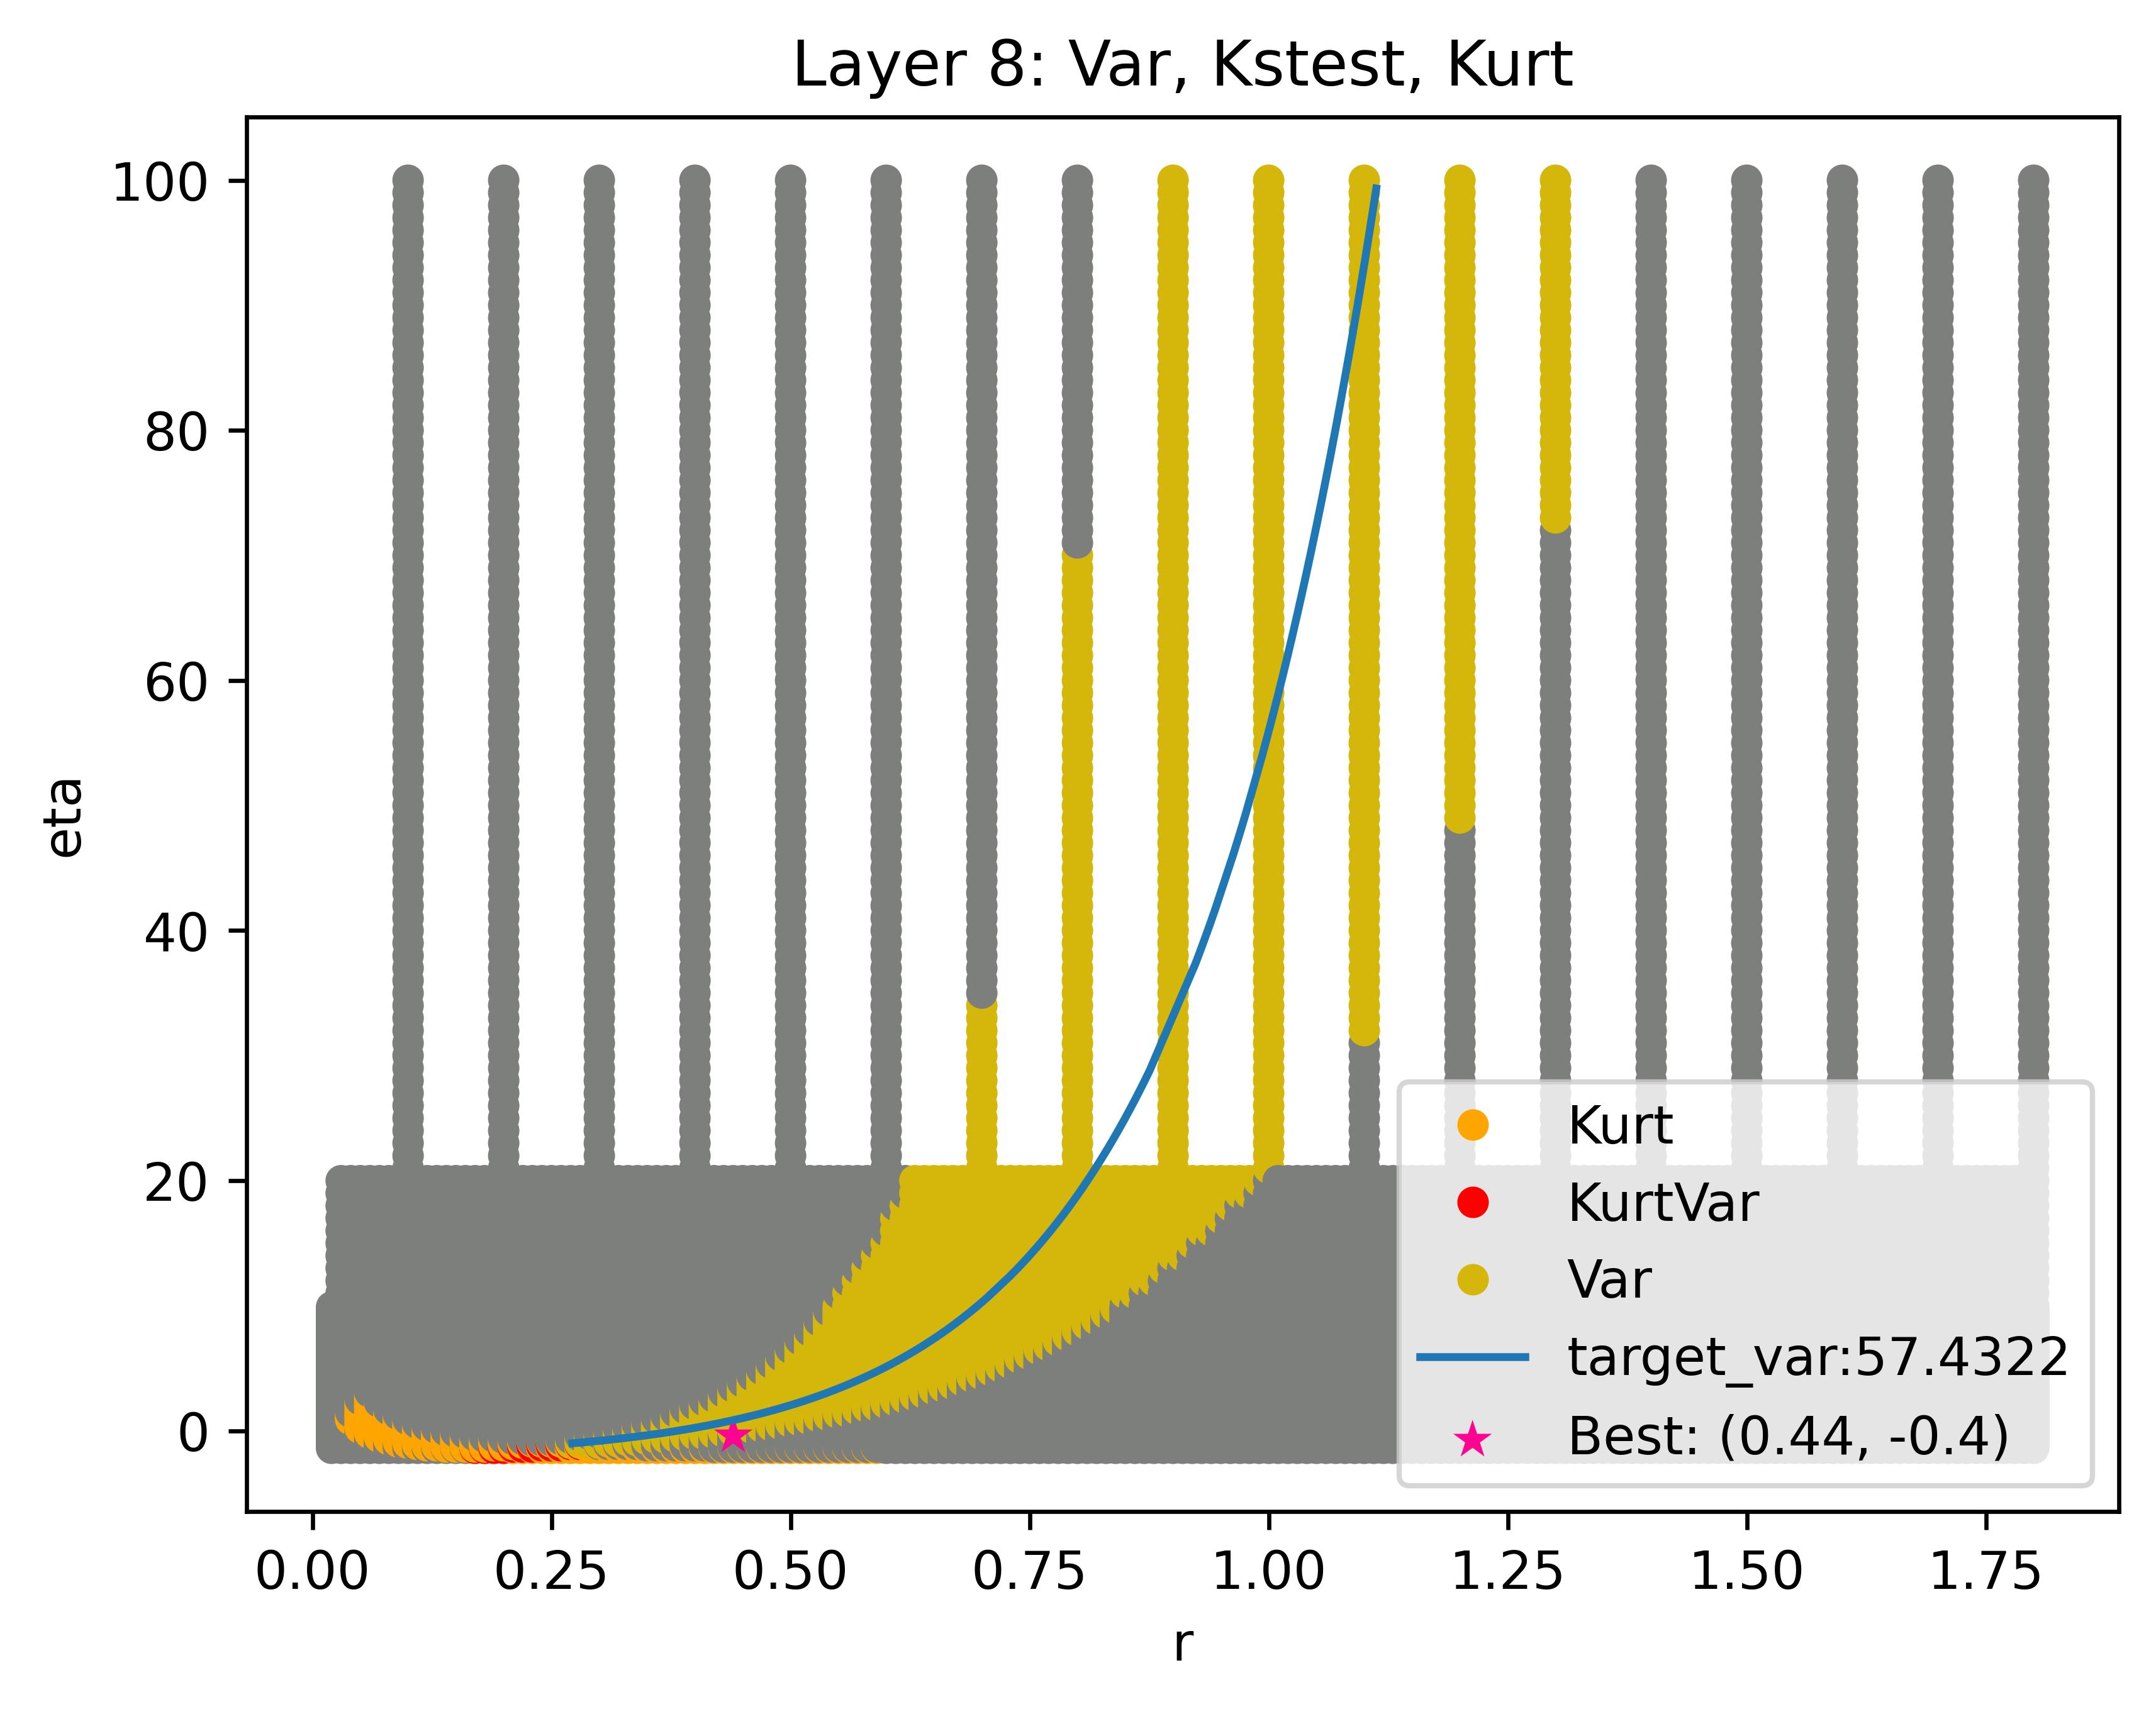 Layer 8: Var, Kstest, Kurt
100
80
60
40
20
0
eta
0.00 0.25 0.50 0.75 1.00 1.25 1.50 1.75
r
Kurt
KurtVar
Var
target_var:57.4322
Best: (0.44, -0.4)